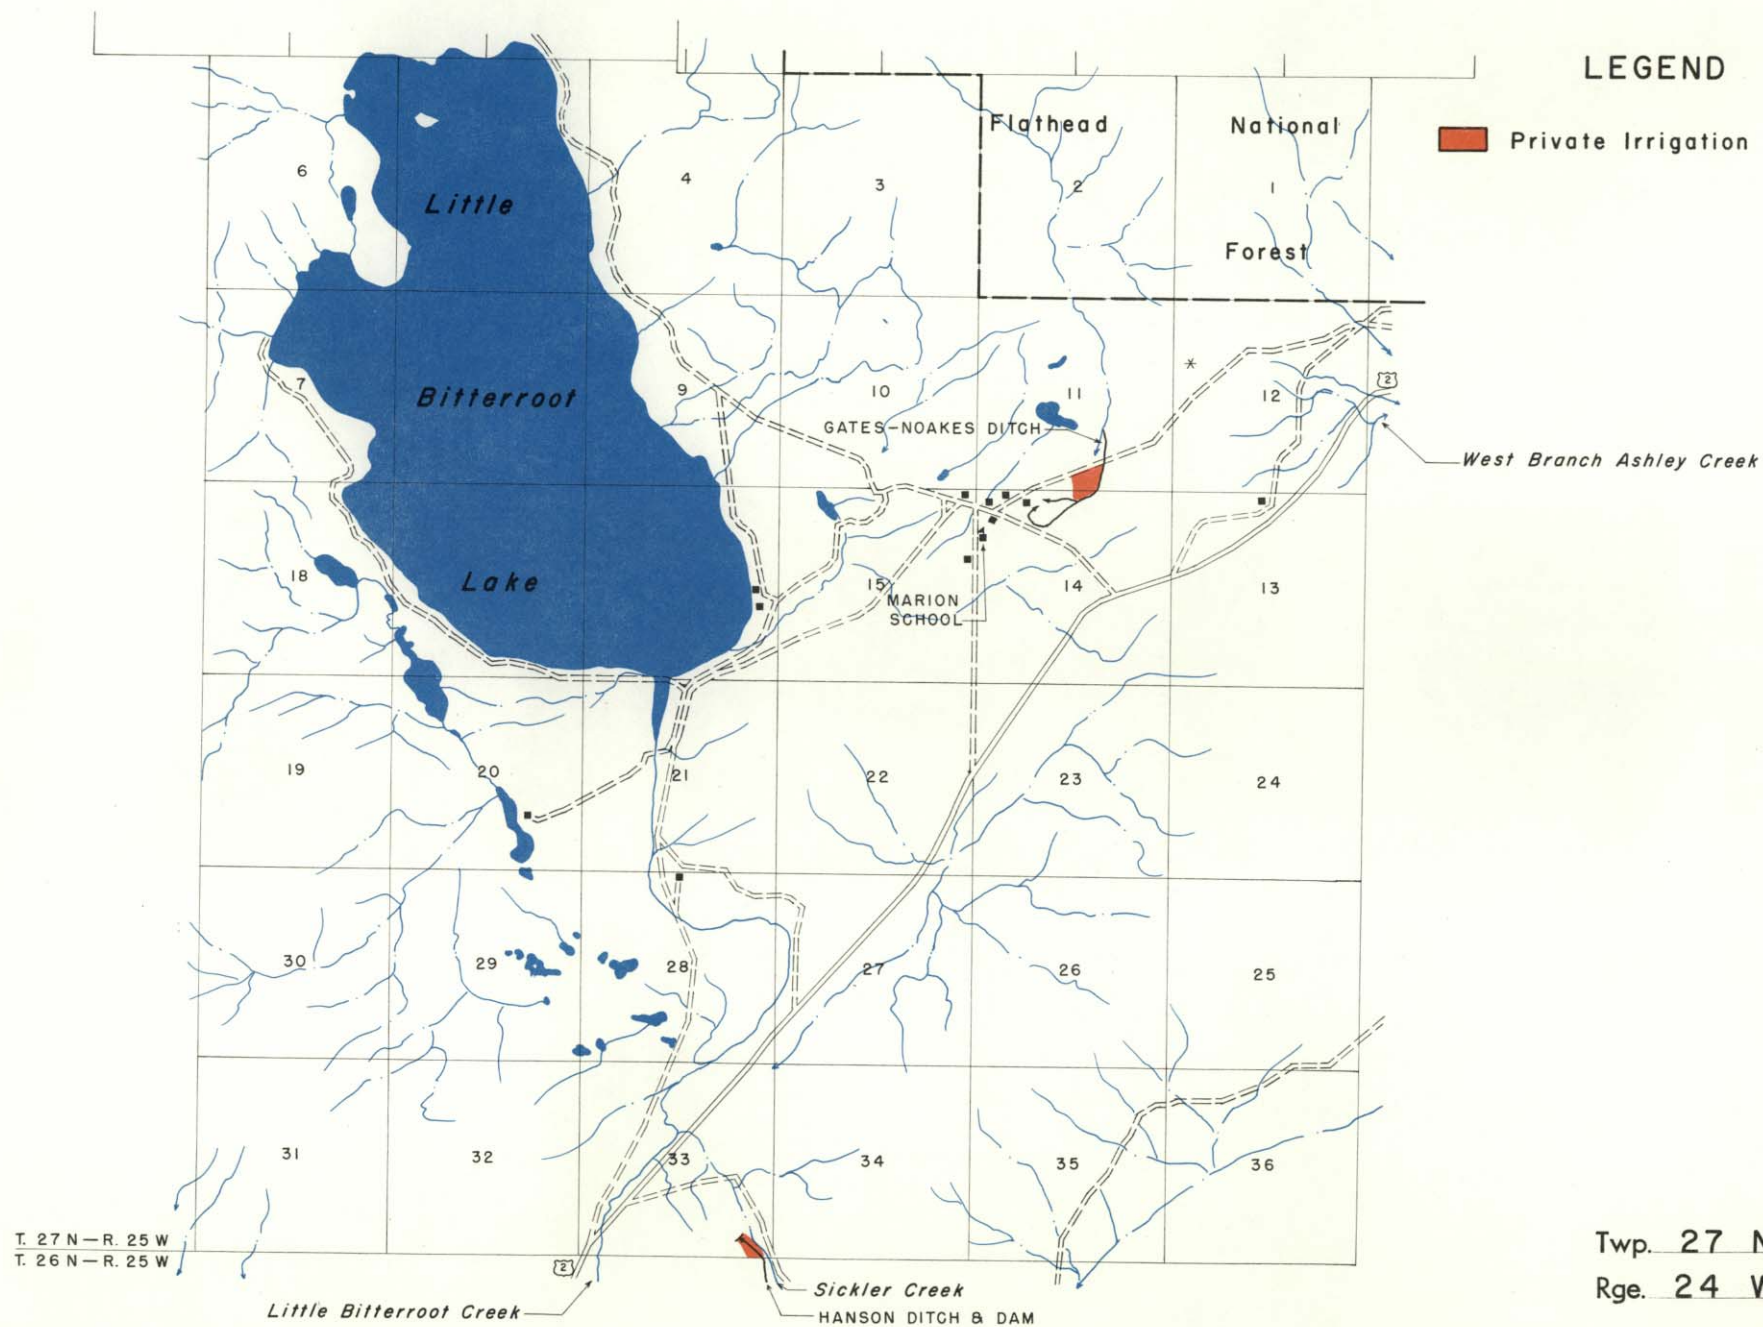 LEGEND
Private Irrigation
Flathead National
Forest
6
4
3
2
1
Little
Bitterroot
Lake
7
9
10
11
12
2
GATES-NOAKES DITCH
*
West Branch Ashley Creek
18
15
14
13
MARION
SCHOOL
19
20
21
22
23
24
30
29
28
27
26
25
31
32
33
34
35
36
T. 27 N — R. 25 W
T. 26 N — R. 25 W
2
Little Bitterroot Creek
Sickler Creek
HANSON DITCH & DAM
Twp. 27 N
Rge. 24 W